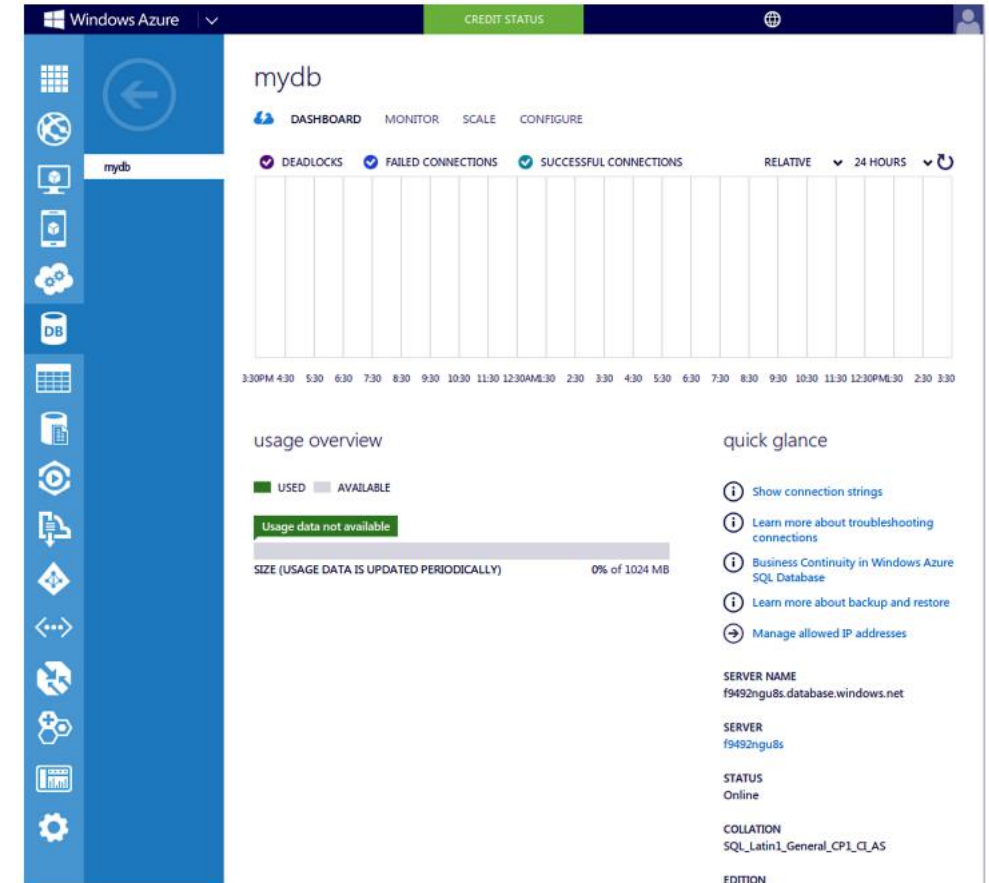 Windows Azure
CREDIT STATUS
mydb
mydb
DASHBOARD MONITOR SCALE CONFIGURE
DEADLOCKS FAILED CONNECTIONS SUCCESSFUL CONNECTIONS RELATIVE 24 HOURS
3:30PM 4:30 5:30 6:30 7:30 8:30 9:30 10:30 11:30 12:30AM1:30 2:30 3:30 4:30 5:30 6:30 7:30 8:30 9:30 10:30 11:30 12:30PM1:30 2:30 3:30
DB
usage overview
USED AVAILABLE
Usage data not available
SIZE (USAGE DATA IS UPDATED PERIODICALLY) 0% of 1024 MB
quick glance
Show connection strings
Learn more about troubleshooting
connections
Business Continuity in Windows Azure
SQL Database
Learn more about backup and restore
Manage allowed IP addresses
SERVER NAME
f9492ngu8s.database.windows.net
SERVER
f9492ngu8s
STATUS
Online
COLLATION
SQL_Latin1_General_CP1_CI_AS
EDITION